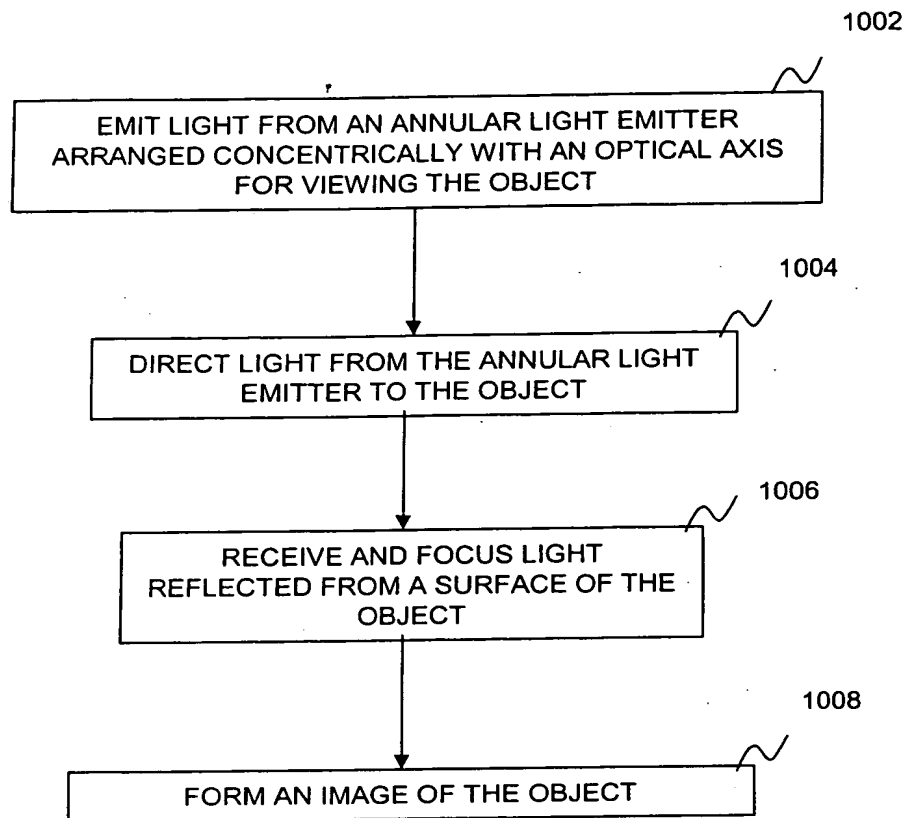 1002
EMIT LIGHT FROM AN ANNULAR LIGHT EMITTER
ARRANGED CONCENTRICALLY WITH AN OPTICAL AXIS
FOR VIEWING THE OBJECT
1004
DIRECT LIGHT FROM THE ANNULAR LIGHT
EMITTER TO THE OBJECT
1006
RECEIVE AND FOCUS LIGHT
REFLECTED FROM A SURFACE OF THE
OBJECT
1008
FORM AN IMAGE OF THE OBJECT